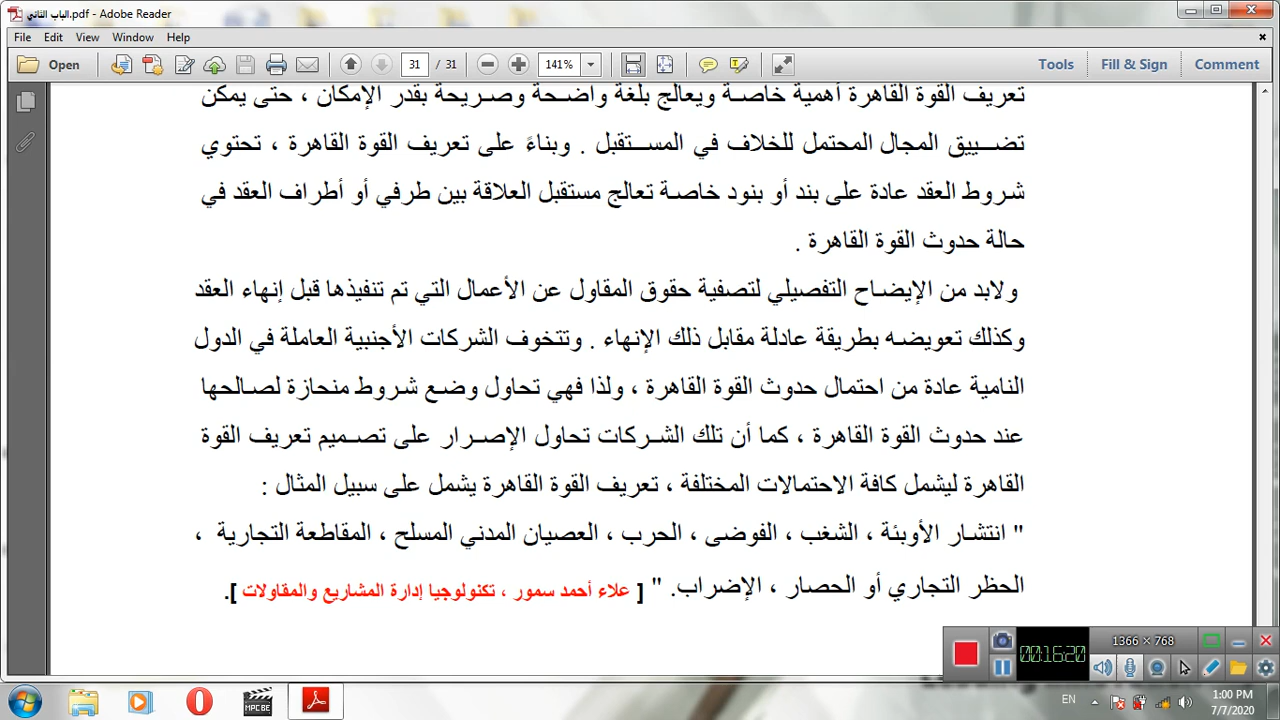 الباب الثاني.pdf - Adobe Reader
File Edit View Window Help
Open 31 / 31 141% Tools Fill & Sign Comment
تعريف القوة القاهرة أهمية خاصة ويعالج بلغة واضحة وصريحة بقدر الإمكان ، حتى يمكن
تضييق المجال المحتمل للخلاف في المستقبل . وبناءً على تعريف القوة القاهرة ، تحتوي
شروط العقد عادة على بند أو بنود خاصة تعالج مستقبل العلاقة بين طرفي أو أطراف العقد في
حالة حدوث القوة القاهرة .
ولابد من الإيضاح التفصيلي لتصفية حقوق المقاول عن الأعمال التي تم تنفيذها قبل إنهاء العقد
وكذلك تعويضه بطريقة عادلة مقابل ذلك الإنهاء . وتتخوف الشركات الأجنبية العاملة في الدول
النامية عادة من احتمال حدوث القوة القاهرة ، ولذا فهي تحاول وضع شروط منحازة لصالحها
عند حدوث القوة القاهرة ، كما أن تلك الشركات تحاول الإصرار على تصميم تعريف القوة
القاهرة ليشمل كافة الاحتمالات المختلفة ، تعريف القوة القاهرة يشمل على سبيل المثال :
" انتشار الأوبئة ، الشغب ، الفوضى ، الحرب ، العصيان المدني المسلح ، المقاطعة التجارية ،
الحظر التجاري أو الحصار ، الإضراب. " [ علاء أحمد سمور ، تكنولوجيا إدارة المشاريع والمقاولات ].
1366 × 768
00:16:20
MPC BE
EN 1:00 PM
7/7/2020